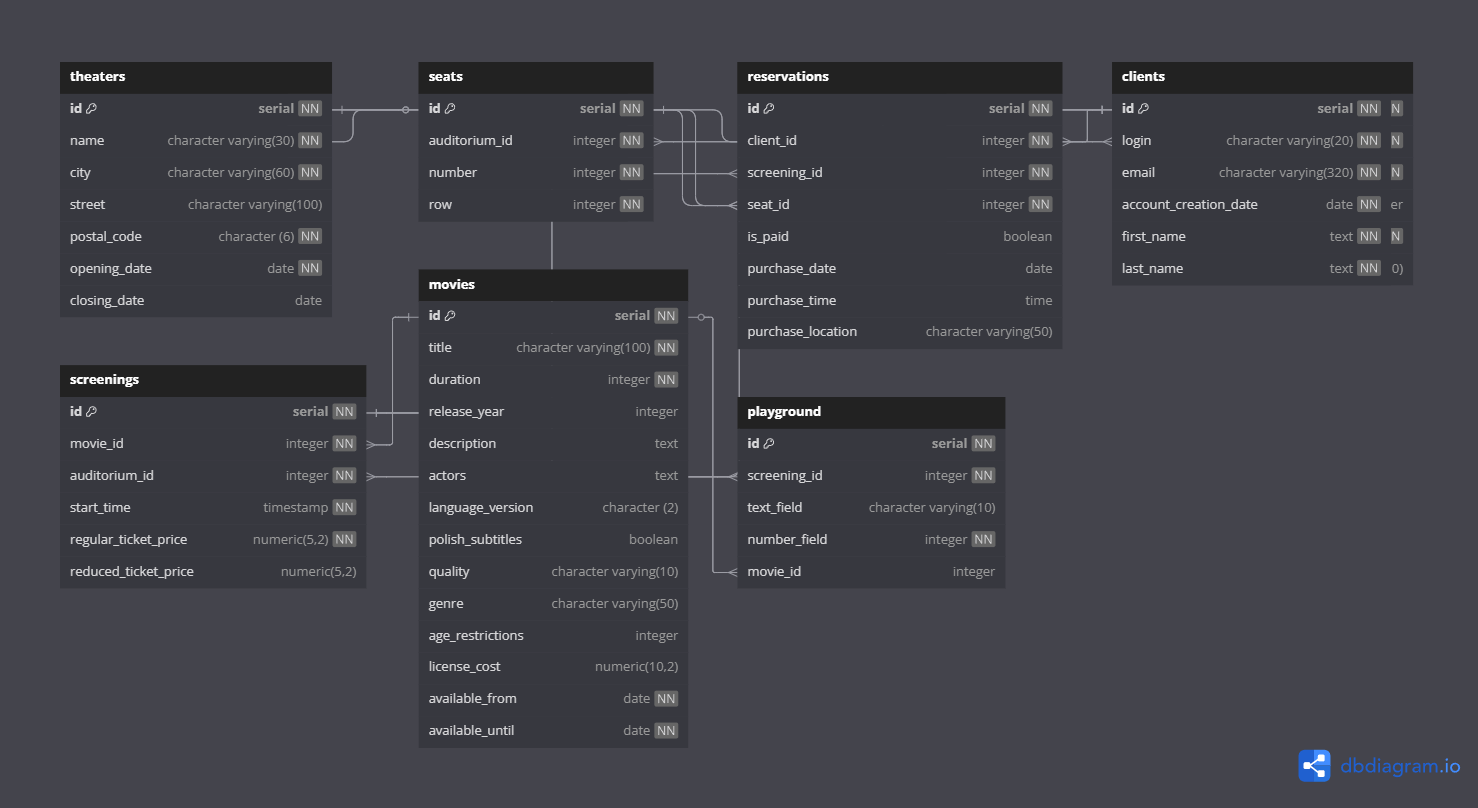 theaters
id serial NN
name character varying(30) NN
city character varying(60) NN
street character varying(100)
postal_code character (6) NN
opening_date date NN
closing_date date
seats
id serial NN
auditorium_id integer NN
number integer NN
row integer NN
reservations
id serial NN
client_id integer NN
screening_id integer NN
seat_id integer NN
is_paid boolean
purchase_date date
purchase_time time
purchase_location character varying(50)
clients
id serial NN N
login character varying(20) NN N
email character varying(320) NN N
account_creation_date date NN er
first_name text NN N
last_name text NN 0)
movies
id serial NN
title character varying(100) NN
duration integer NN
release_year integer
description text
actors text
language_version character (2)
polish_subtitles boolean
quality character varying(10)
genre character varying(50)
age_restrictions integer
license_cost numeric(10,2)
available_from date NN
available_until date NN
screenings
id serial NN
movie_id integer NN
auditorium_id integer NN
start_time timestamp NN
regular_ticket_price numeric(5,2) NN
reduced_ticket_price numeric(5,2)
playground
id serial NN
screening_id integer NN
text_field character varying(10)
number_field integer NN
movie_id integer
dbdiagram.io